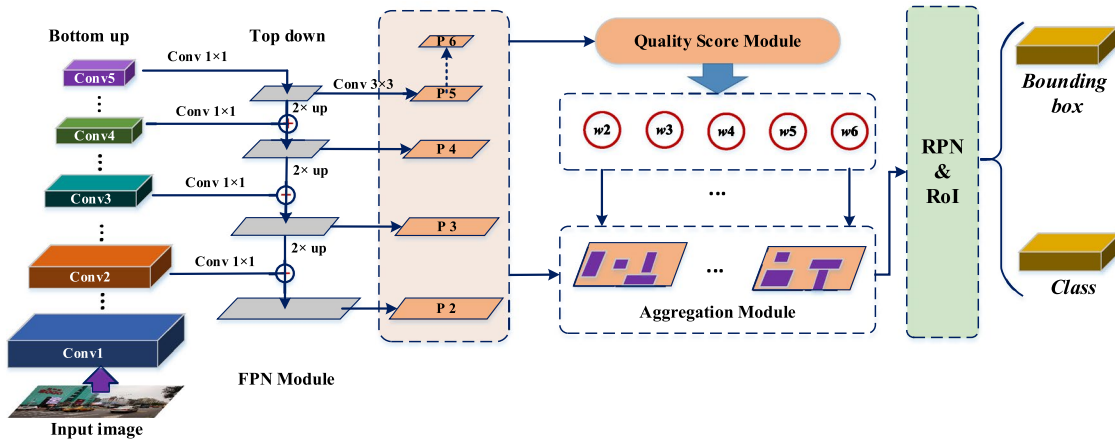 Bottom up
Top down
Conv 1×1
Conv5
Conv 3×3
P 6
P 5
2× up
Conv 1×1
Conv4
P 4
2× up
Conv 1×1
Conv3
P 3
2× up
Conv 1×1
Conv2
P 2
Conv1
FPN Module
Input image
Quality Score Module
w2 w3 w4 w5 w6
...
...
Aggregation Module
RPN
&
RoI
Bounding
box
Class